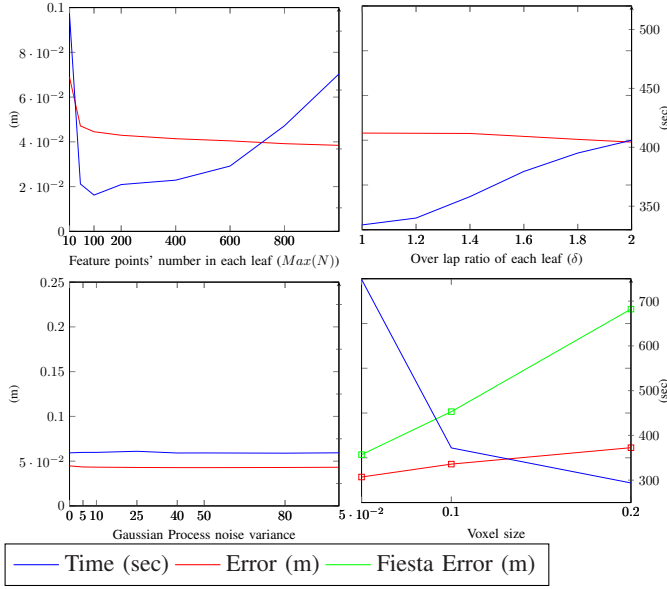 0.1
8 · 10⁻²
6 · 10⁻²
4 · 10⁻²
2 · 10⁻²
0
(m)
10 100 200 400 600 800
Feature points' number in each leaf (Max(N))
500
450
400
350
(sec)
1 1.2 1.4 1.6 1.8 2
Over lap ratio of each leaf (δ)
0.25
0.2
0.15
0.1
5 · 10⁻²
0
(m)
0 5 10 25 40 50 80
Gaussian Process noise variance
700
600
500
400
300
(sec)
5 · 10⁻² 0.1 0.2
Voxel size
Time (sec) Error (m) Fiesta Error (m)